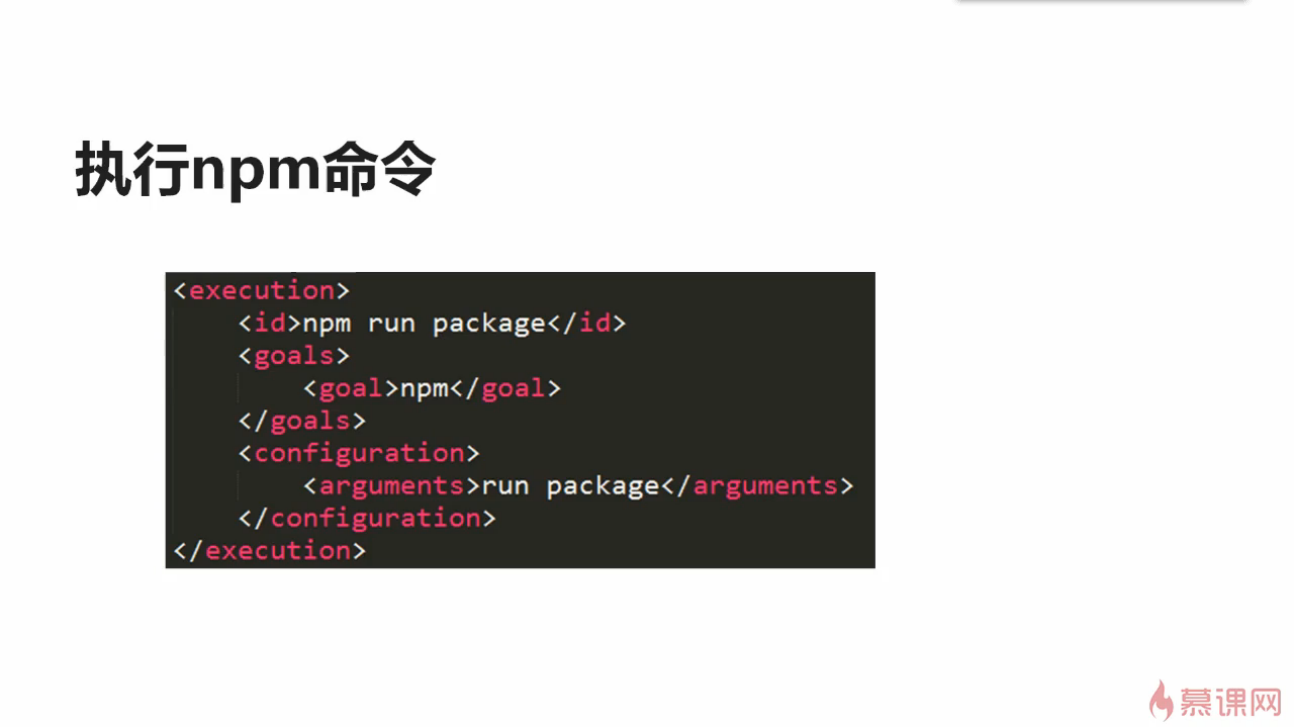 执行npm命令
<execution>
<id>npm run package</id>
<goals>
<goal>npm</goal>
</goals>
<configuration>
<arguments>run package</arguments>
</configuration>
</execution>
慕课网